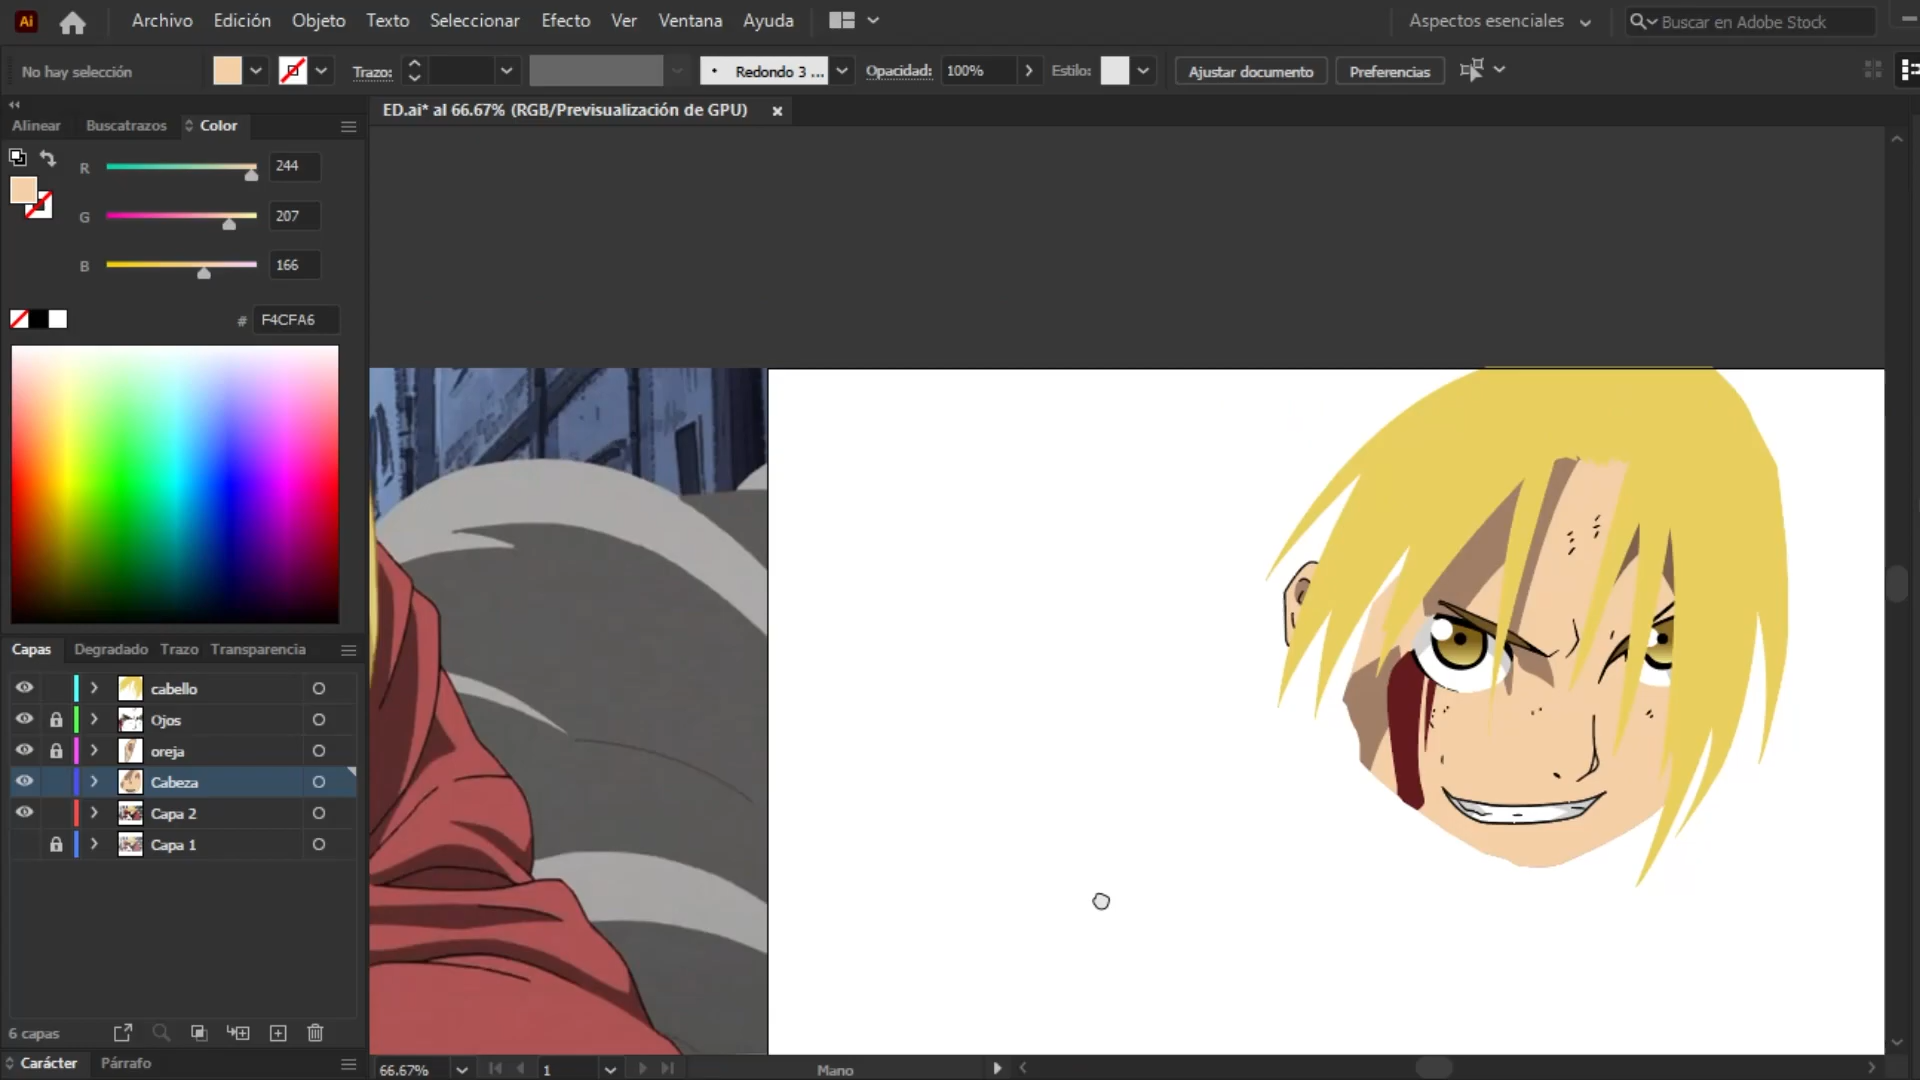 Ai Archivo Edición Objeto Texto Seleccionar Efecto Ver Ventana Ayuda Aspectos esenciales Buscar en Adobe Stock
No hay selección Trazo: Redondo 3 ... Opacidad: 100% Estilo: Ajustar documento Preferencias
ED.ai* al 66.67% (RGB/Previsualización de GPU)
Alinear Buscatrazos Color
R 244
G 207
B 166
# F4CFA6
Capas Degradado Trazo Transparencia
cabello
Ojos
oreja
Cabeza
Capa 2
Capa 1
6 capas
Carácter Párrafo
66.67% 1 Mano